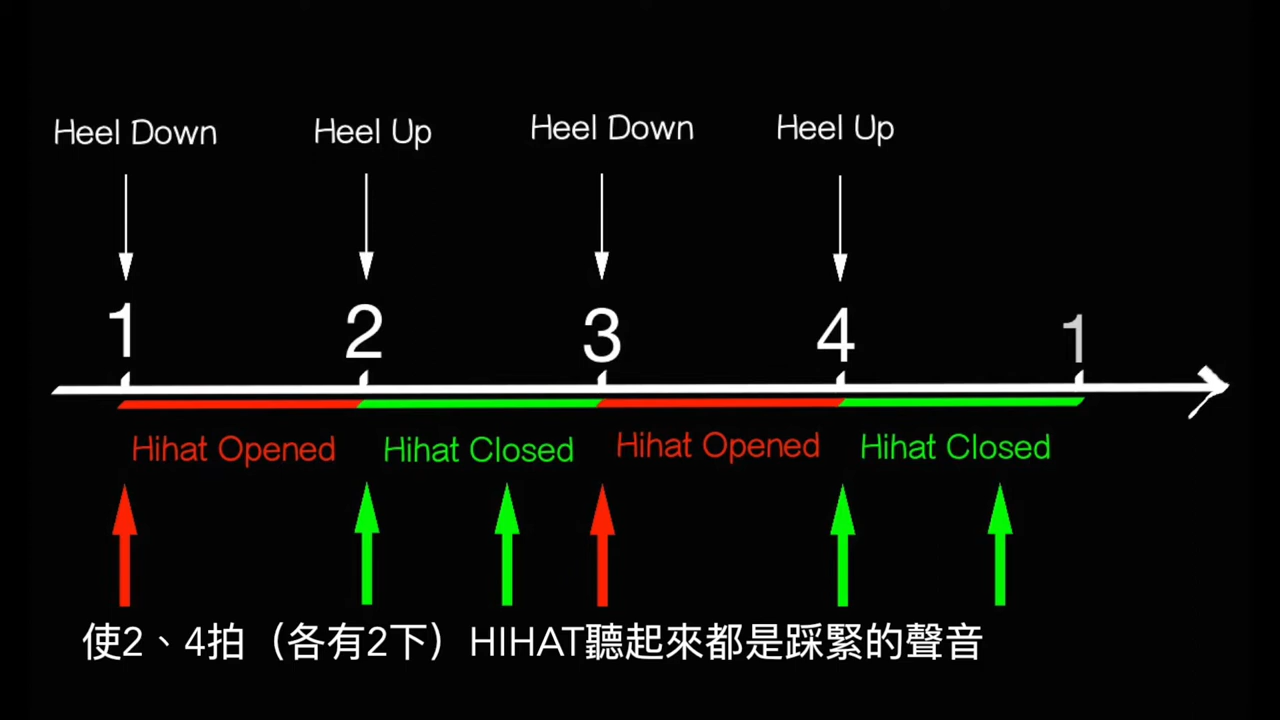 Heel Down Heel Up Heel Down Heel Up
1 2 3 4 1
Hihat Opened Hihat Closed Hihat Opened Hihat Closed
使2、4拍（各有2下）HIHAT聽起來都是踩緊的聲音